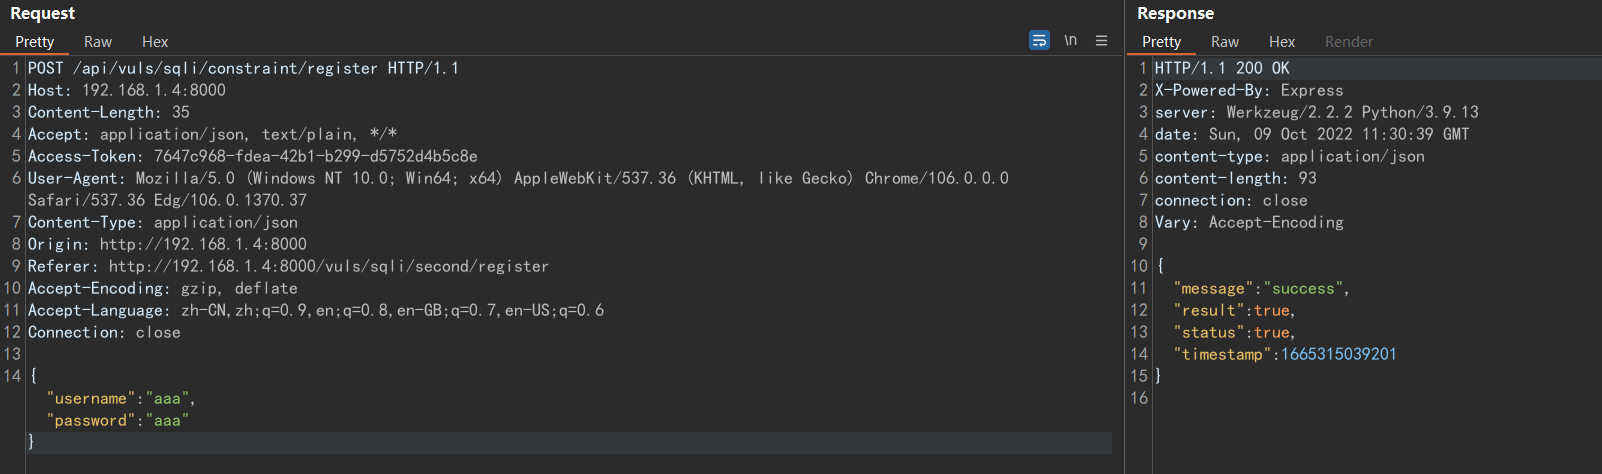 Request
Pretty Raw Hex \n
1 POST /api/vuls/sqli/constraint/register HTTP/1.1
2 Host: 192.168.1.4:8000
3 Content-Length: 35
4 Accept: application/json, text/plain, */*
5 Access-Token: 7647c968-fdea-42b1-b299-d5752d4b5c8e
6 User-Agent: Mozilla/5.0 (Windows NT 10.0; Win64; x64) AppleWebKit/537.36 (KHTML, like Gecko) Chrome/106.0.0.0
Safari/537.36 Edg/106.0.1370.37
7 Content-Type: application/json
8 Origin: http://192.168.1.4:8000
9 Referer: http://192.168.1.4:8000/vuls/sqli/second/register
10 Accept-Encoding: gzip, deflate
11 Accept-Language: zh-CN,zh;q=0.9,en;q=0.8,en-GB;q=0.7,en-US;q=0.6
12 Connection: close
13
14 {
"username":"aaa",
"password":"aaa"
}
Response
Pretty Raw Hex Render
1 HTTP/1.1 200 OK
2 X-Powered-By: Express
3 server: Werkzeug/2.2.2 Python/3.9.13
4 date: Sun, 09 Oct 2022 11:30:39 GMT
5 content-type: application/json
6 content-length: 93
7 connection: close
8 Vary: Accept-Encoding
9
10 {
11 "message":"success",
12 "result":true,
13 "status":true,
14 "timestamp":1665315039201
15 }
16